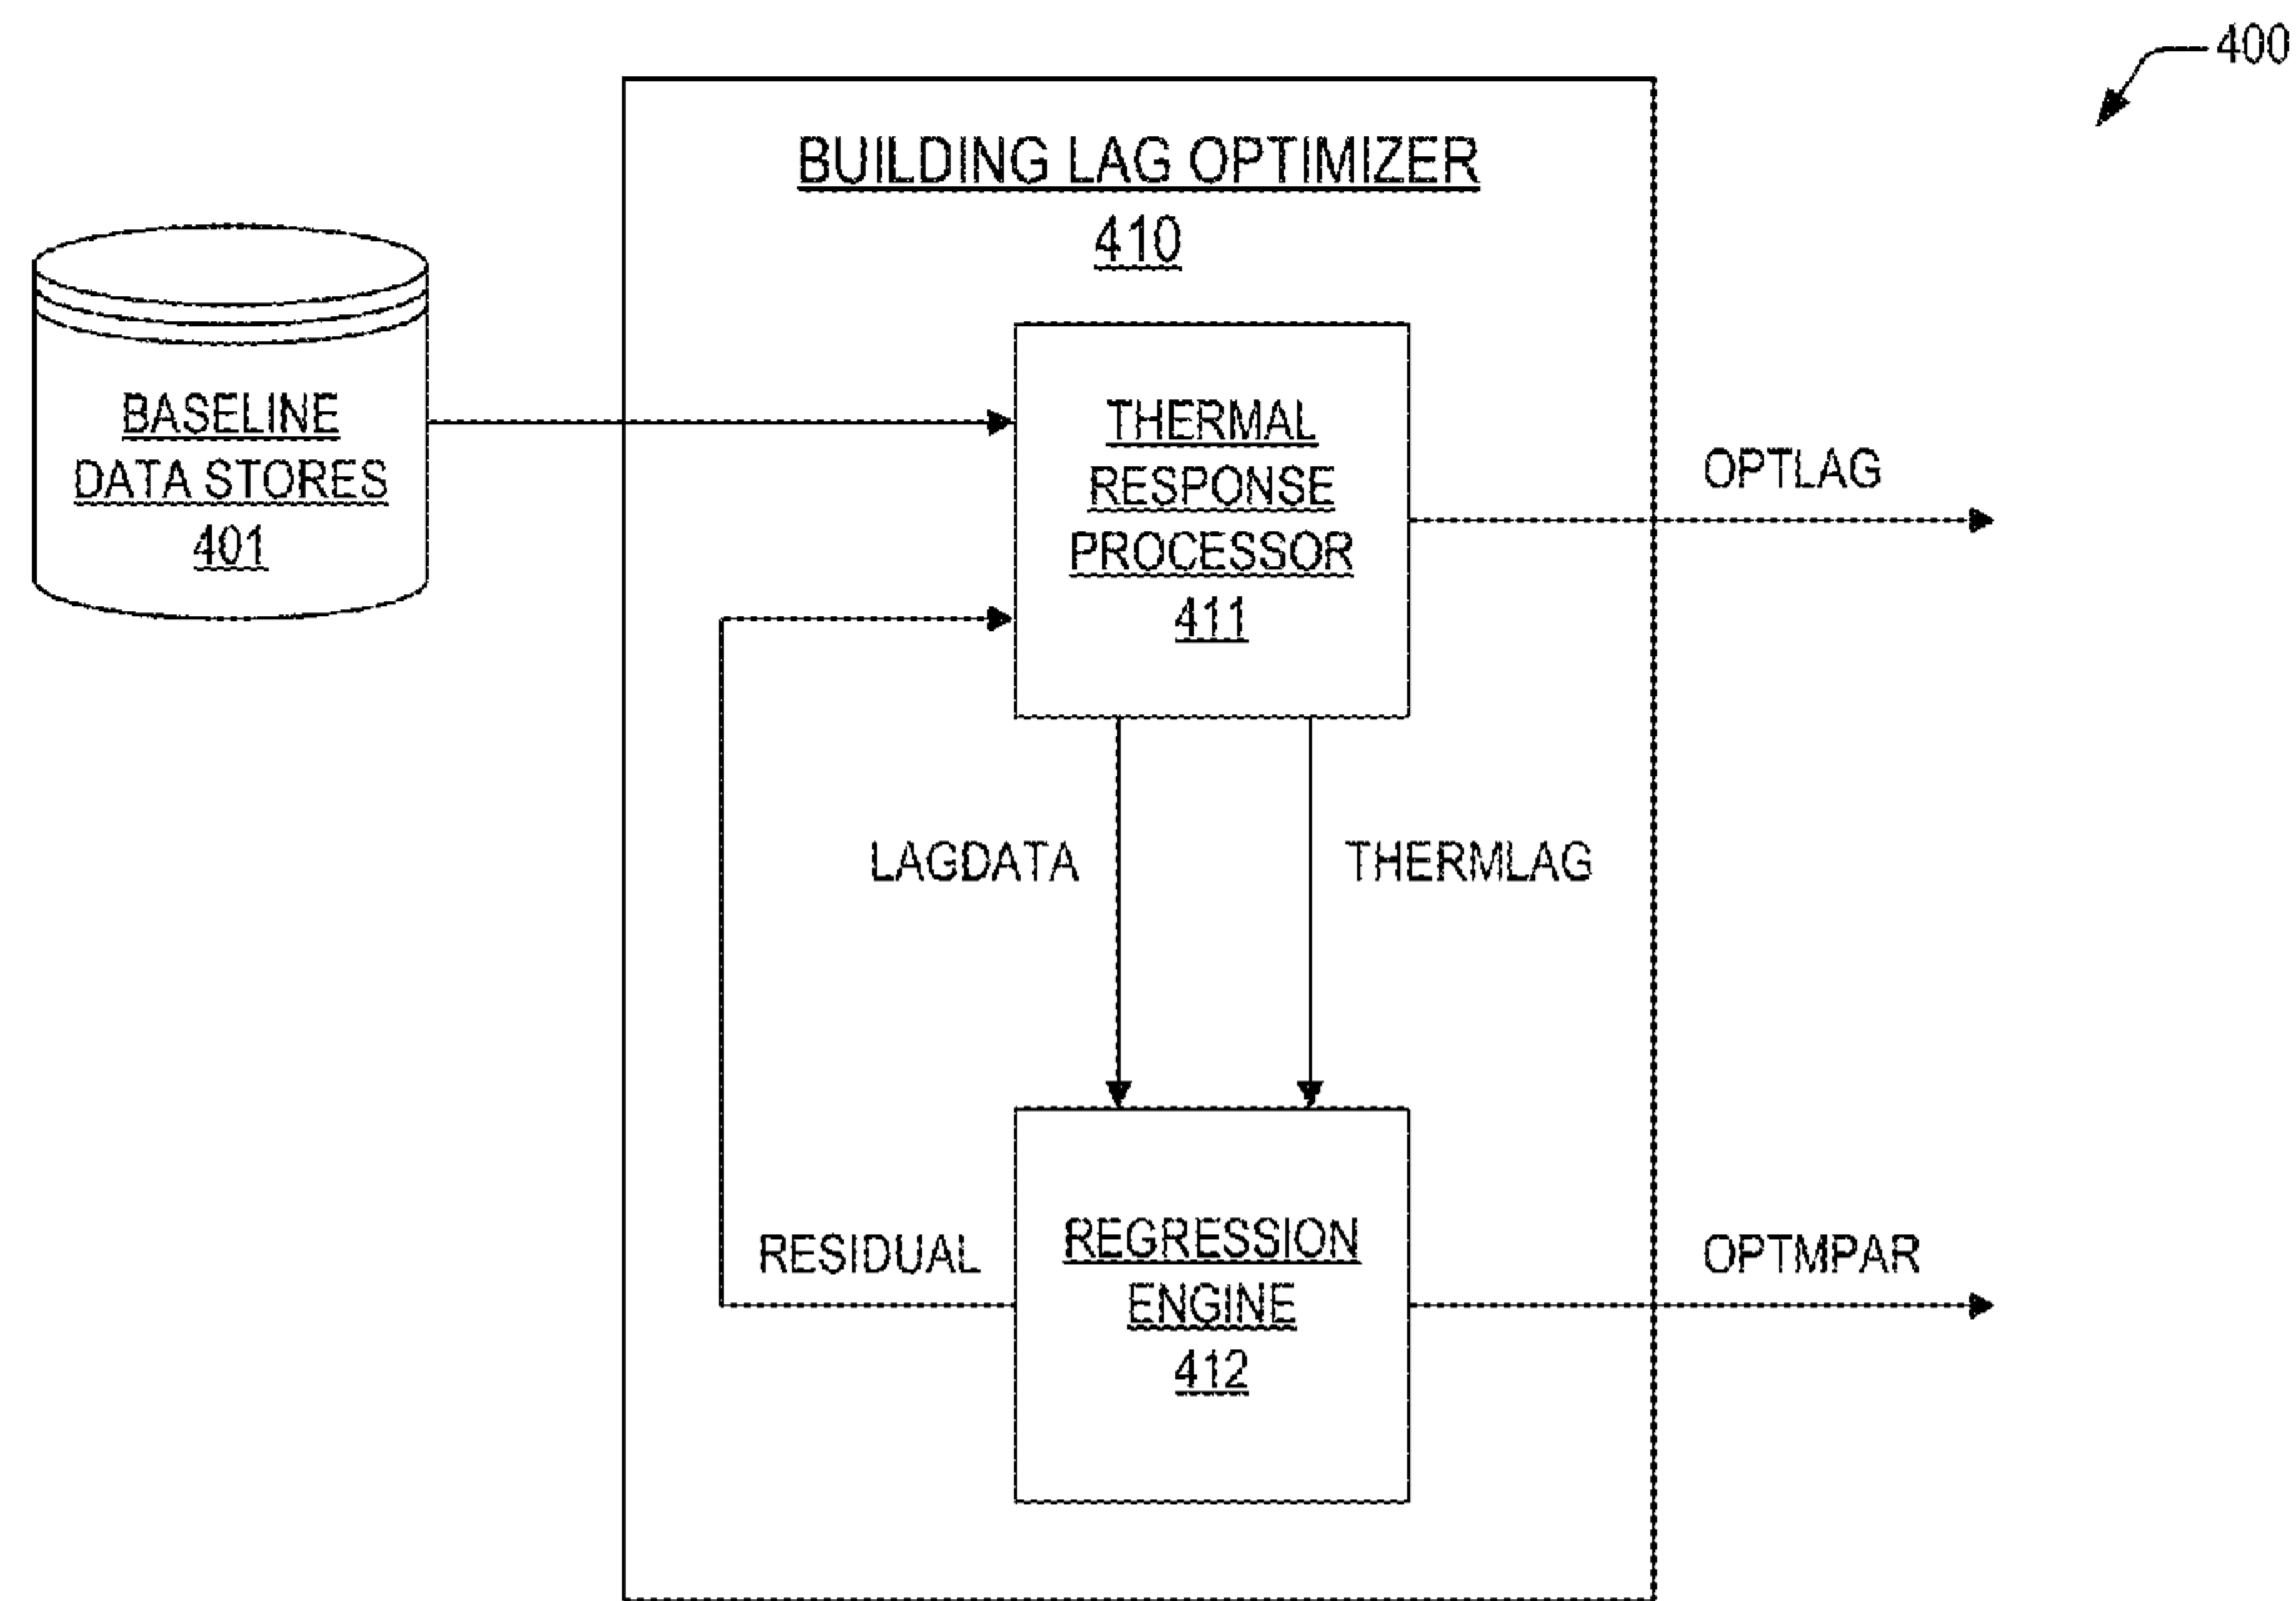 400
BUILDING LAG OPTIMIZER
410
BASELINE
DATA STORES
401
THERMAL
RESPONSE
PROCESSOR
411
OPTLAG
LAGDATA
THERMLAG
RESIDUAL
REGRESSION
ENGINE
412
OPTMPAR